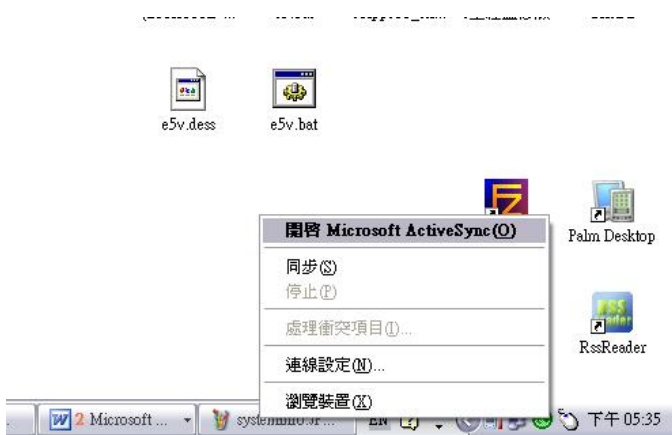 e5v.dess
e5v.bat
開啓 Microsoft ActiveSync(O)
Palm Desktop
同步(S)
停止(P)
處理衝突項目(I)...
RssReader
連線設定(N)...
瀏覽裝置(X)
2 Microsoft ...
EN
下午 05:35